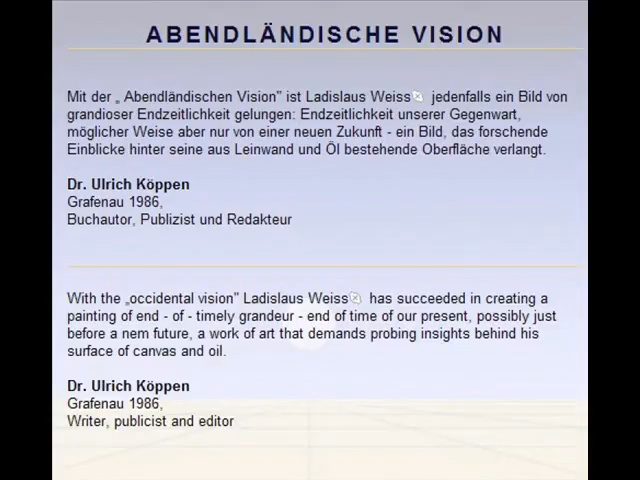 ABENDLÄNDISCHE VISION
Mit der „ Abendländischen Vision" ist Ladislaus Weiss jedenfalls ein Bild von
grandioser Endzeitlichkeit gelungen: Endzeitlichkeit unserer Gegenwart,
möglicher Weise aber nur von einer neuen Zukunft - ein Bild, das forschende
Einblicke hinter seine aus Leinwand und Öl bestehende Oberfläche verlangt.
Dr. Ulrich Köppen
Grafenau 1986,
Buchautor, Publizist und Redakteur
With the „occidental vision" Ladislaus Weiss has succeeded in creating a
painting of end - of - timely grandeur - end of time of our present, possibly just
before a nem future, a work of art that demands probing insights behind his
surface of canvas and oil.
Dr. Ulrich Köppen
Grafenau 1986,
Writer, publicist and editor